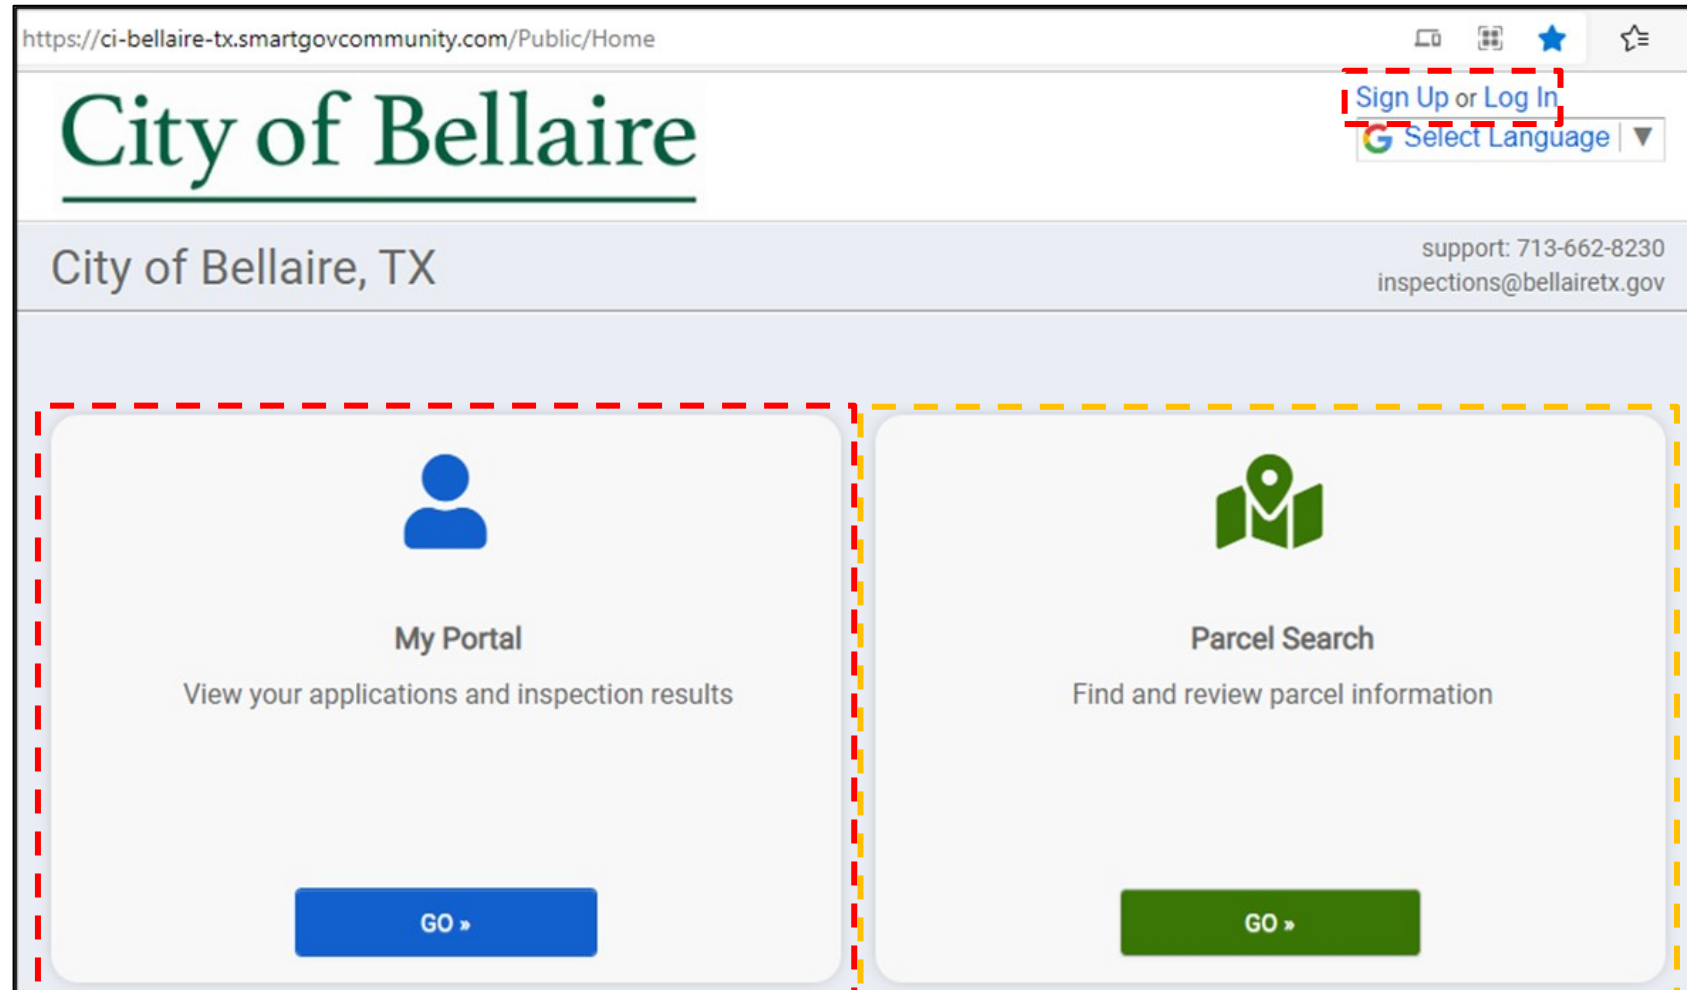 https://ci-bellaire-tx.smartgovcommunity.com/Public/Home
City of Bellaire
Sign Up or Log In
Select Language
City of Bellaire, TX
support: 713-662-8230
inspections@bellairetx.gov
My Portal
View your applications and inspection results
GO »
Parcel Search
Find and review parcel information
GO »